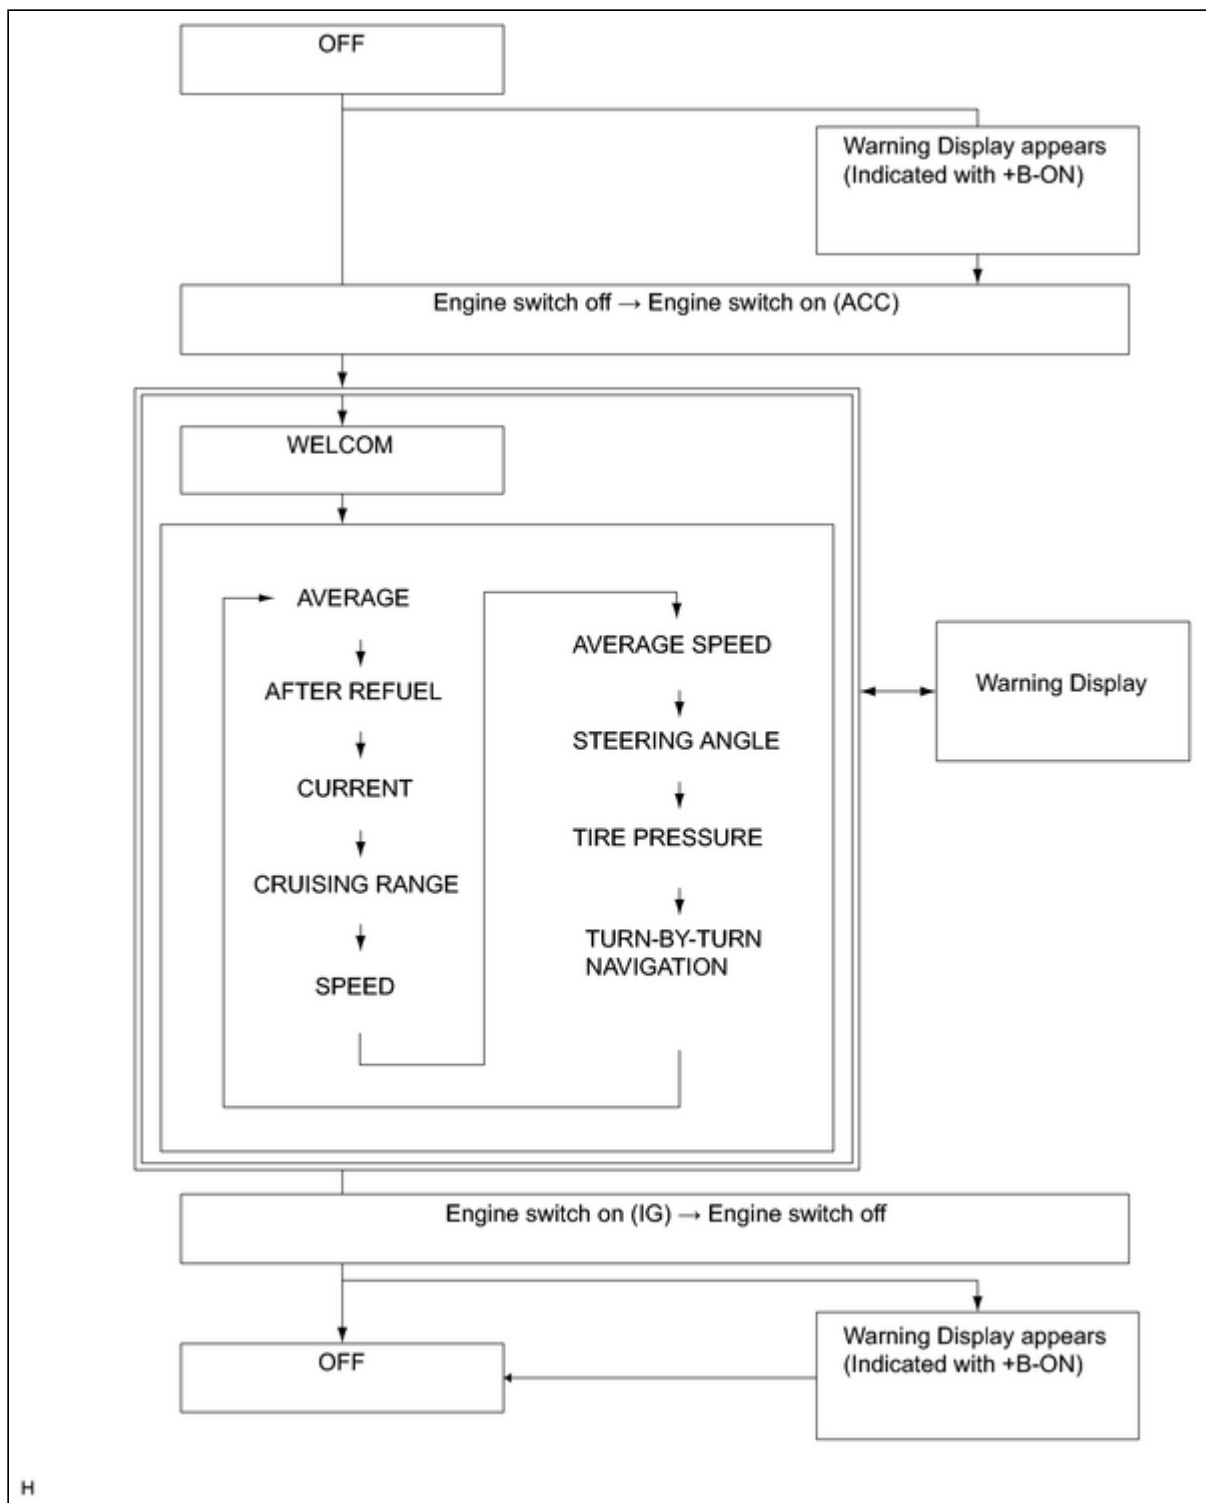 OFF
Warning Display appears
(Indicated with +B-ON)
Engine switch off → Engine switch on (ACC)
WELCOM
AVERAGE
AFTER REFUEL
CURRENT
CRUISING RANGE
SPEED
AVERAGE SPEED
STEERING ANGLE
TIRE PRESSURE
TURN-BY-TURN
NAVIGATION
Warning Display
Engine switch on (IG) → Engine switch off
OFF
Warning Display appears
(Indicated with +B-ON)
H